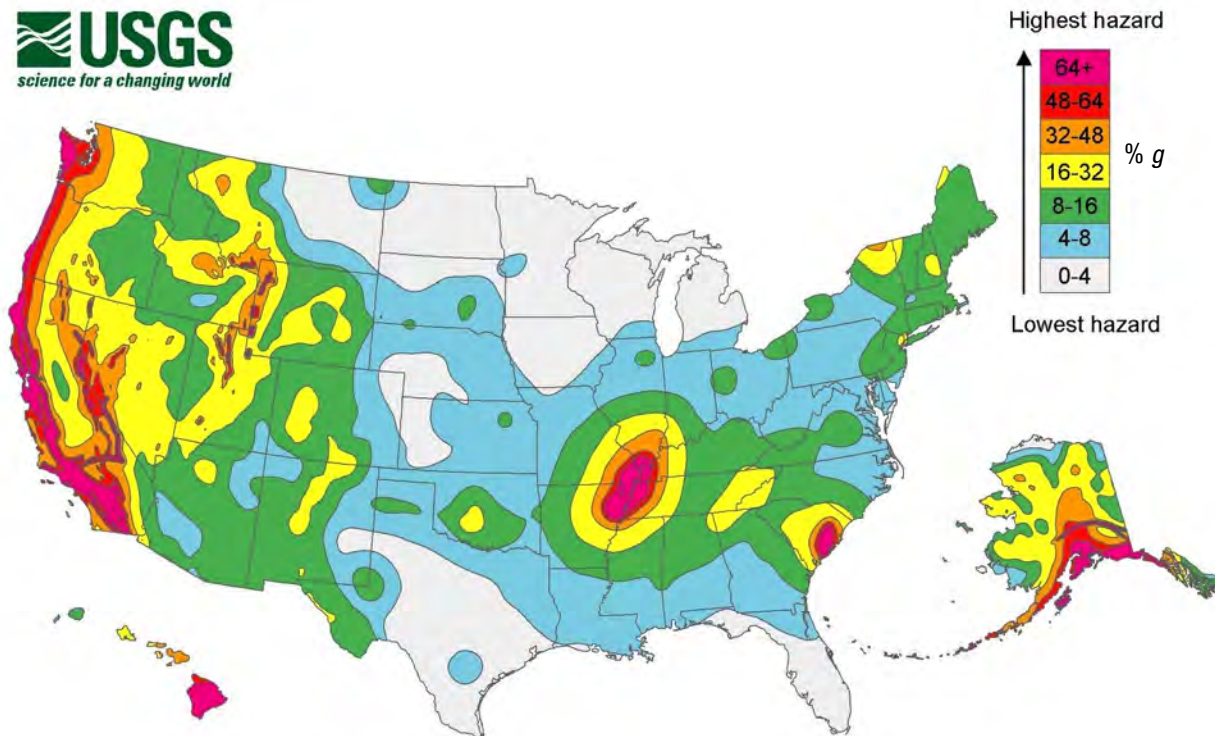 USGS
science for a changing world
Highest hazard
64+
48-64
32-48
16-32
8-16
4-8
0-4
% g
Lowest hazard